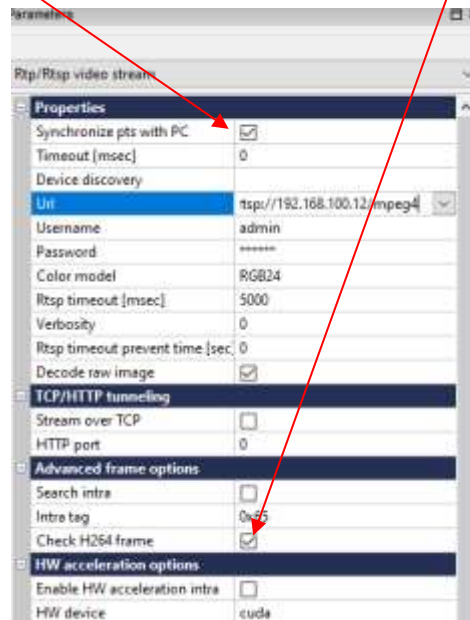 Parameters
Rtp/Rtsp video stream
Properties
Synchronize pts with PC
Timeout [msec] 0
Device discovery
Url rtsp://192.168.100.12/mpeg4
Username admin
Password ******
Color model RGB24
Rtsp timeout [msec] 5000
Verbosity 0
Rtsp timeout prevent time [sec 0
Decode raw image
TCP/HTTP tunneling
Stream over TCP
HTTP port 0
Advanced frame options
Search intra
Intra tag 0x65
Check H264 frame
HW acceleration options
Enable HW acceleration intra
HW device cuda